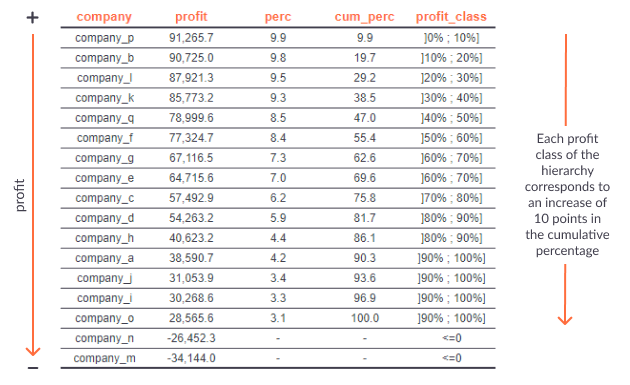 +
company profit perc cum_perc profit_class
company_p 91,265.7 9.9 9.9 ]0% ; 10%]
company_b 90,725.0 9.8 19.7 ]10% ; 20%]
company_l 87,921.3 9.5 29.2 ]20% ; 30%]
company_k 85,773.2 9.3 38.5 ]30% ; 40%]
company_q 78,999.6 8.5 47.0 ]40% ; 50%]
company_f 77,324.7 8.4 55.4 ]50% ; 60%]
company_g 67,116.5 7.3 62.6 ]60% ; 70%]
company_e 64,715.6 7.0 69.6 ]60% ; 70%]
company_c 57,492.9 6.2 75.8 ]70% ; 80%]
company_d 54,263.2 5.9 81.7 ]80% ; 90%]
company_h 40,623.2 4.4 86.1 ]80% ; 90%]
company_a 38,590.7 4.2 90.3 ]90% ; 100%]
company_j 31,053.9 3.4 93.6 ]90% ; 100%]
company_i 30,268.6 3.3 96.9 ]90% ; 100%]
company_o 28,565.6 3.1 100.0 ]90% ; 100%]
company_n -26,452.3 - - <=0
company_m -34,144.0 - - <=0
–
profit
Each profit
class of the
hierarchy
corresponds to
an increase of
10 points in
the cumulative
percentage